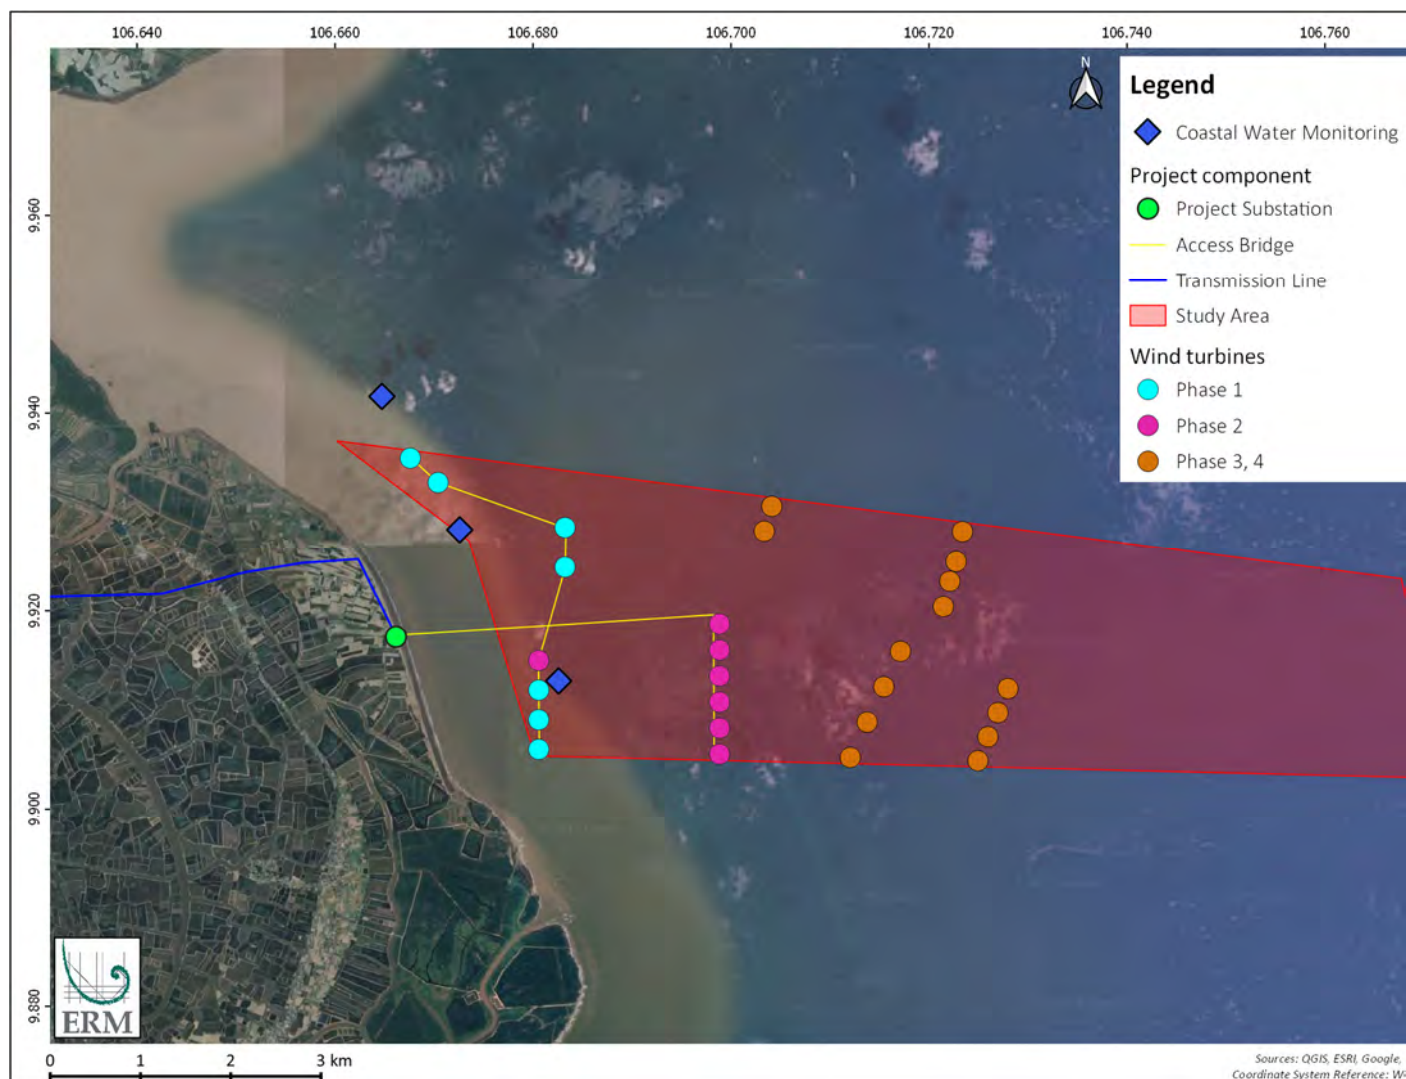 106.640 106.660 106.680 106.700 106.720 106.740 106.760
N
Legend
Coastal Water Monitoring
Project component
Project Substation
Access Bridge
Transmission Line
Study Area
Wind turbines
Phase 1
Phase 2
Phase 3, 4
9.960
9.940
9.920
9.900
9.880
ERM
0 1 2 3 km
Sources: QGIS, ESRI, Google,
Coordinate System Reference: